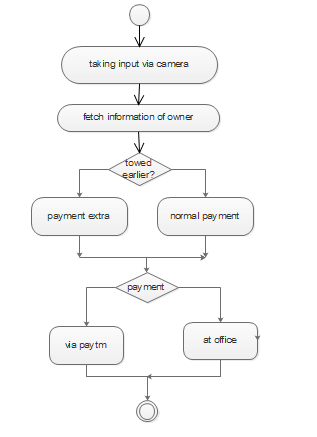 taking input via camera
fetch information of owner
towed
earlier?
payment extra
normal payment
payment
via paytm
at office